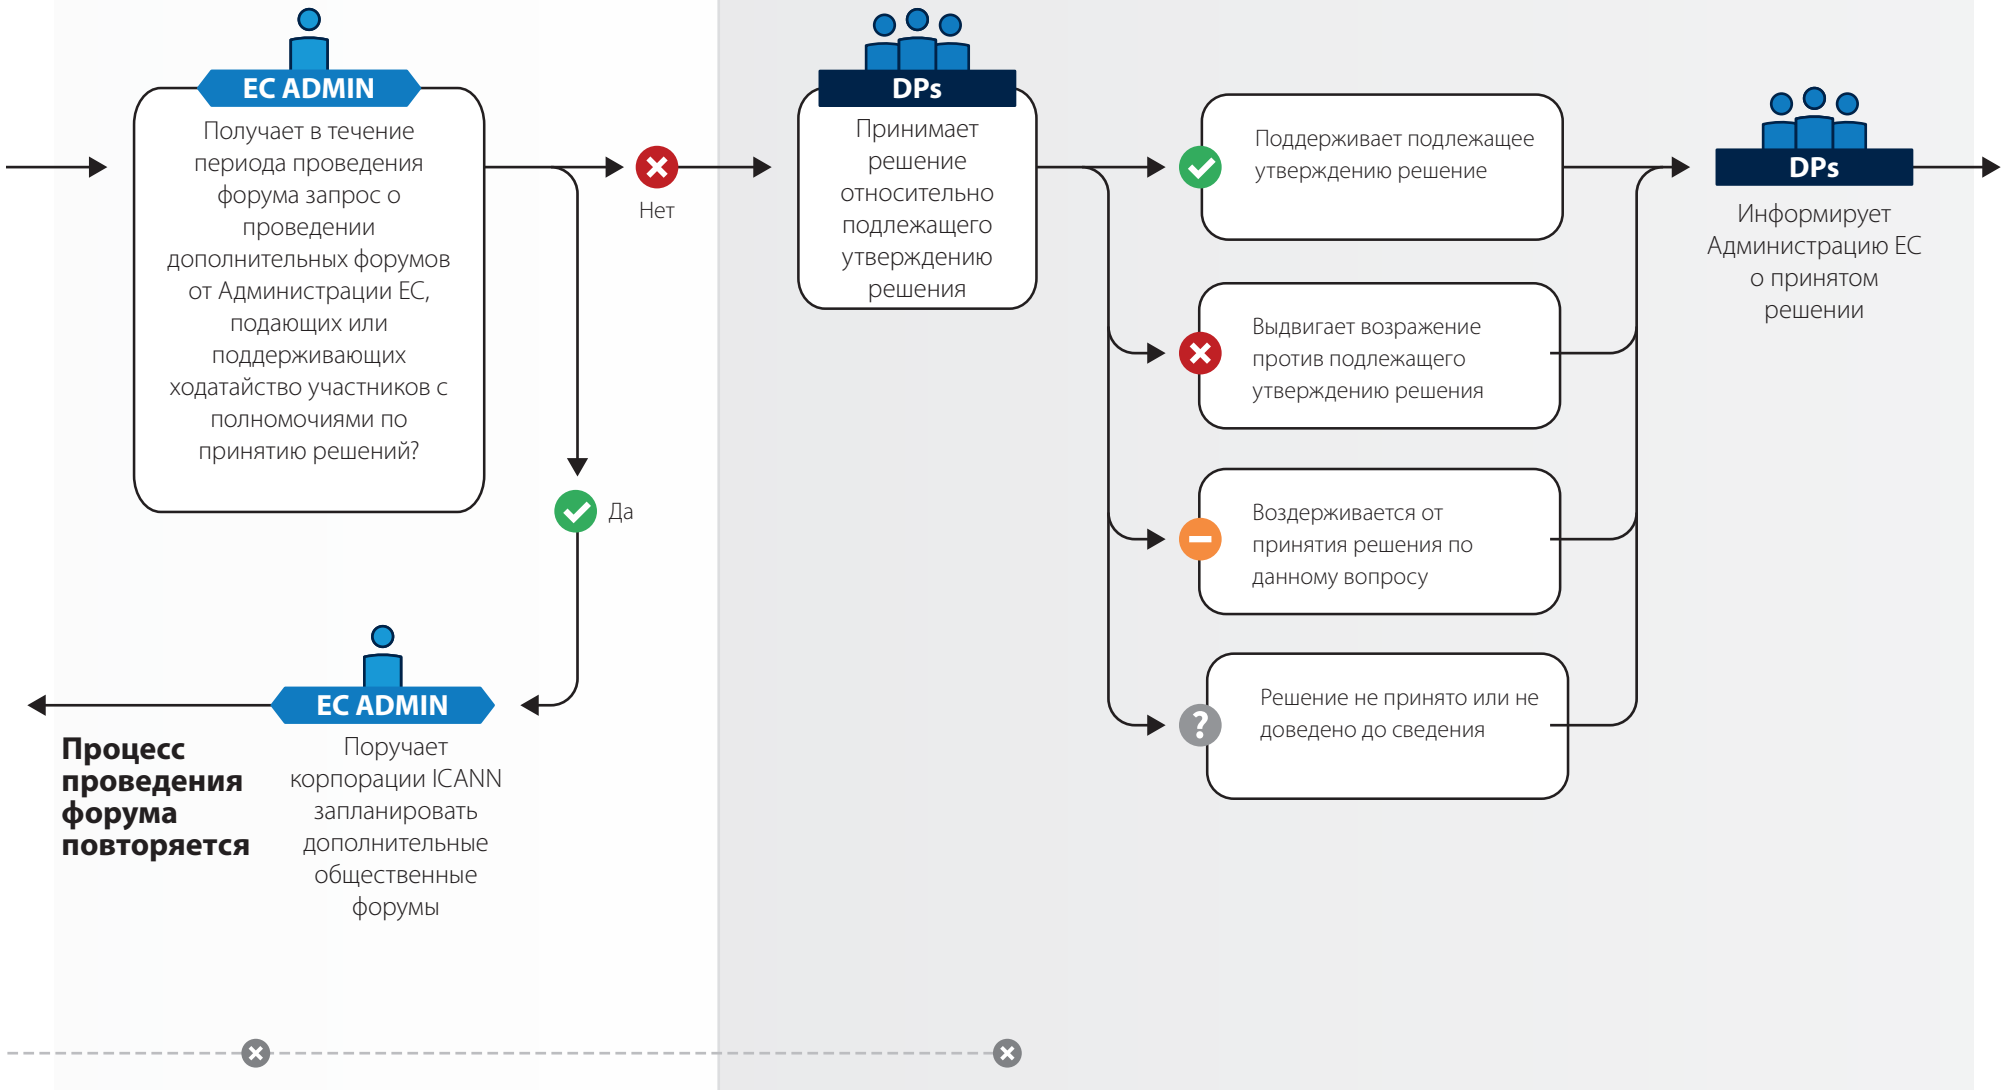 EC ADMIN
Получает в течение
периода проведения
форума запрос о
проведении
дополнительных форумов
от Администрации ЕС,
подающих или
поддерживающих
ходатайство участников с
полномочиями по
принятию решений?
Нет
Да
EC ADMIN
Поручает
корпорации ICANN
запланировать
дополнительные
общественные
форумы
Процесс
проведения
форума
повторяется
DPs
Принимает
решение
относительно
подлежащего
утверждению
решения
Поддерживает подлежащее
утверждению решение
Выдвигает возражение
против подлежащего
утверждению решения
Воздерживается от
принятия решения по
данному вопросу
Решение не принято или не
доведено до сведения
DPs
Информирует
Администрацию ЕС
о принятом
решении